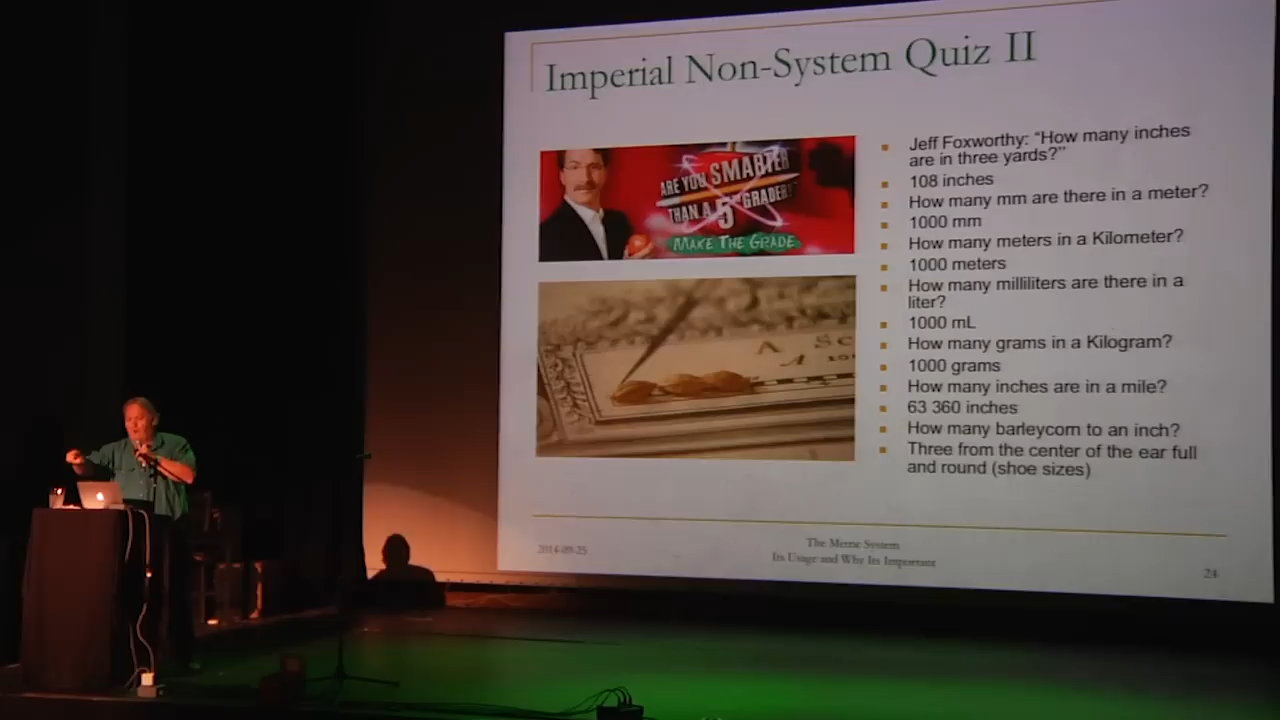 Imperial Non-System Quiz II
ARE YOU SMARTER
THAN A 5TH GRADER?
MAKE THE GRADE
Jeff Foxworthy: “How many inches
are in three yards?”
108 inches
How many mm are there in a meter?
1000 mm
How many meters in a Kilometer?
1000 meters
How many milliliters are there in a
liter?
1000 mL
How many grams in a Kilogram?
1000 grams
How many inches are in a mile?
63 360 inches
How many barleycorn to an inch?
Three from the center of the ear full
and round (shoe sizes)
2014-09-25
The Metric System
Its Usage and Why Its Important
24